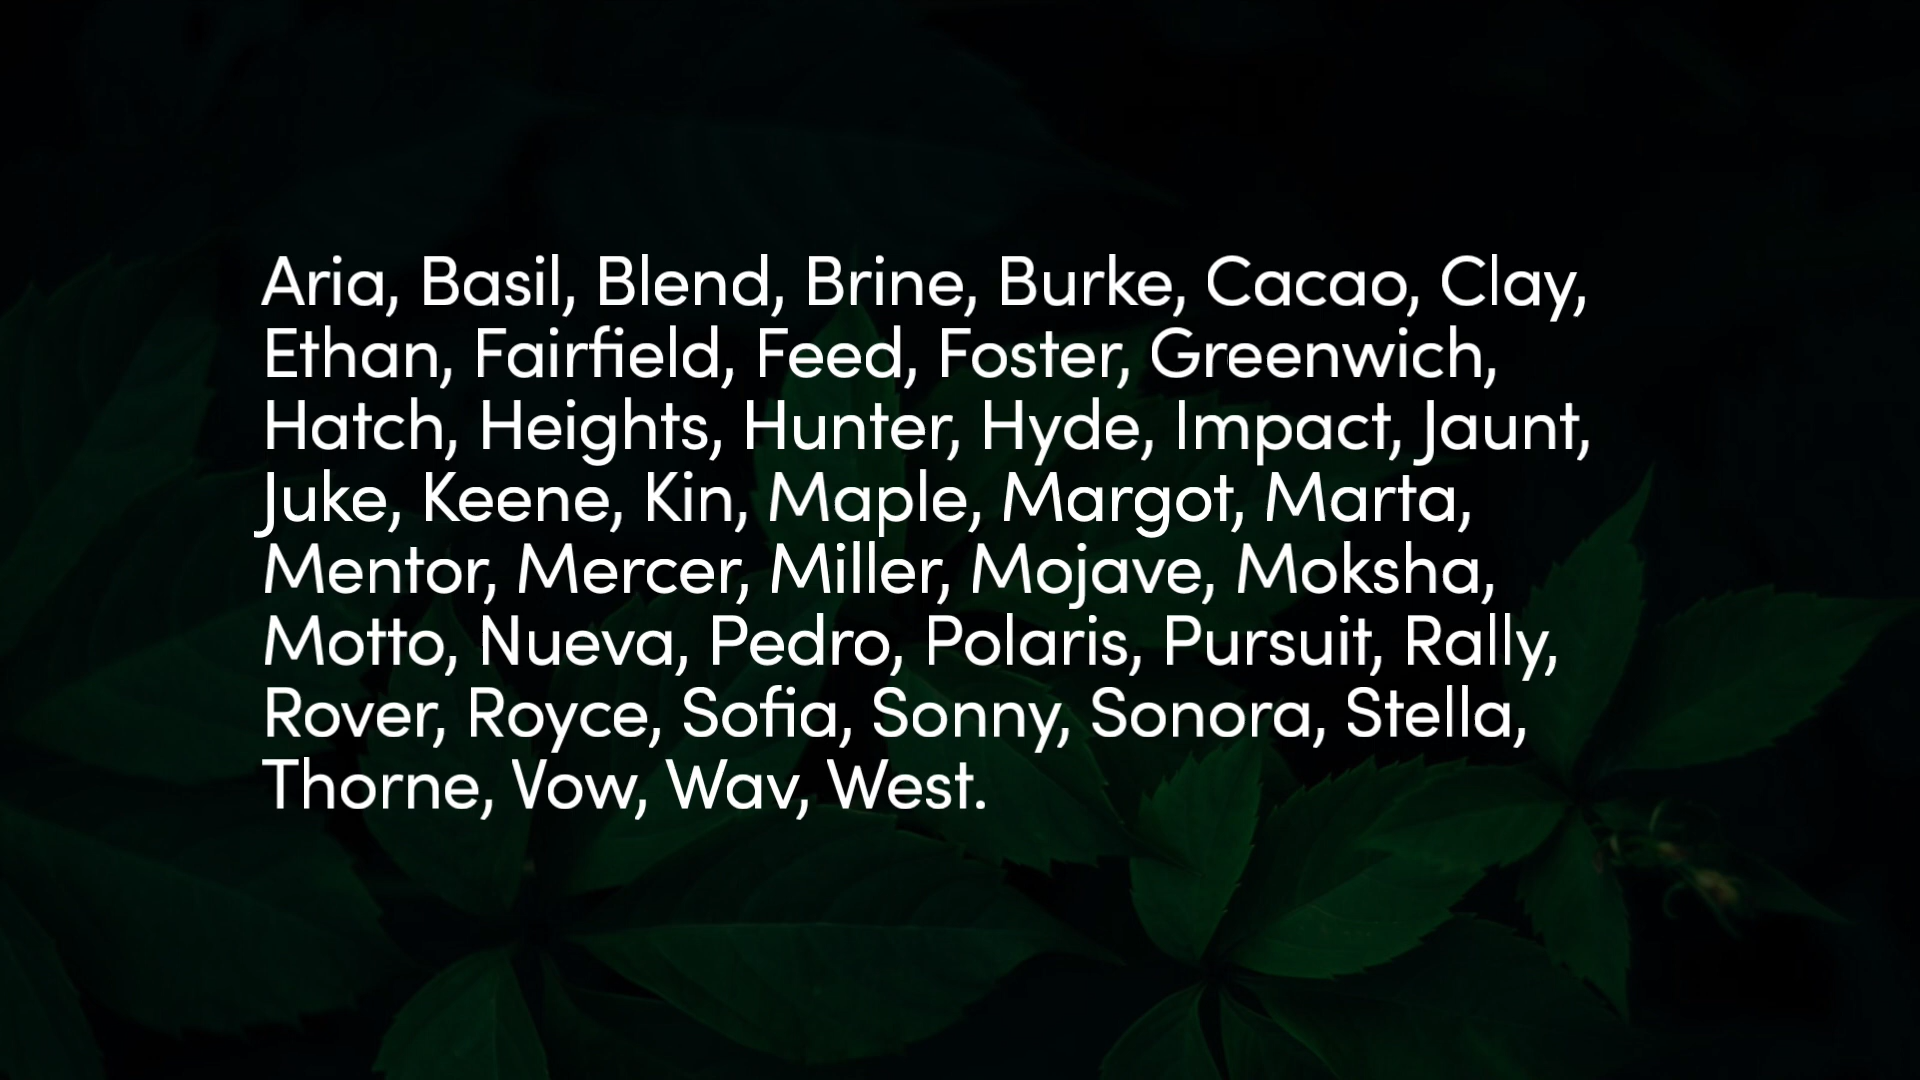 Aria, Basil, Blend, Brine, Burke, Cacao, Clay,
Ethan, Fairfield, Feed, Foster, Greenwich,
Hatch, Heights, Hunter, Hyde, Impact, Jaunt,
Juke, Keene, Kin, Maple, Margot, Marta,
Mentor, Mercer, Miller, Mojave, Moksha,
Motto, Nueva, Pedro, Polaris, Pursuit, Rally,
Rover, Royce, Sofia, Sonny, Sonora, Stella,
Thorne, Vow, Wav, West.